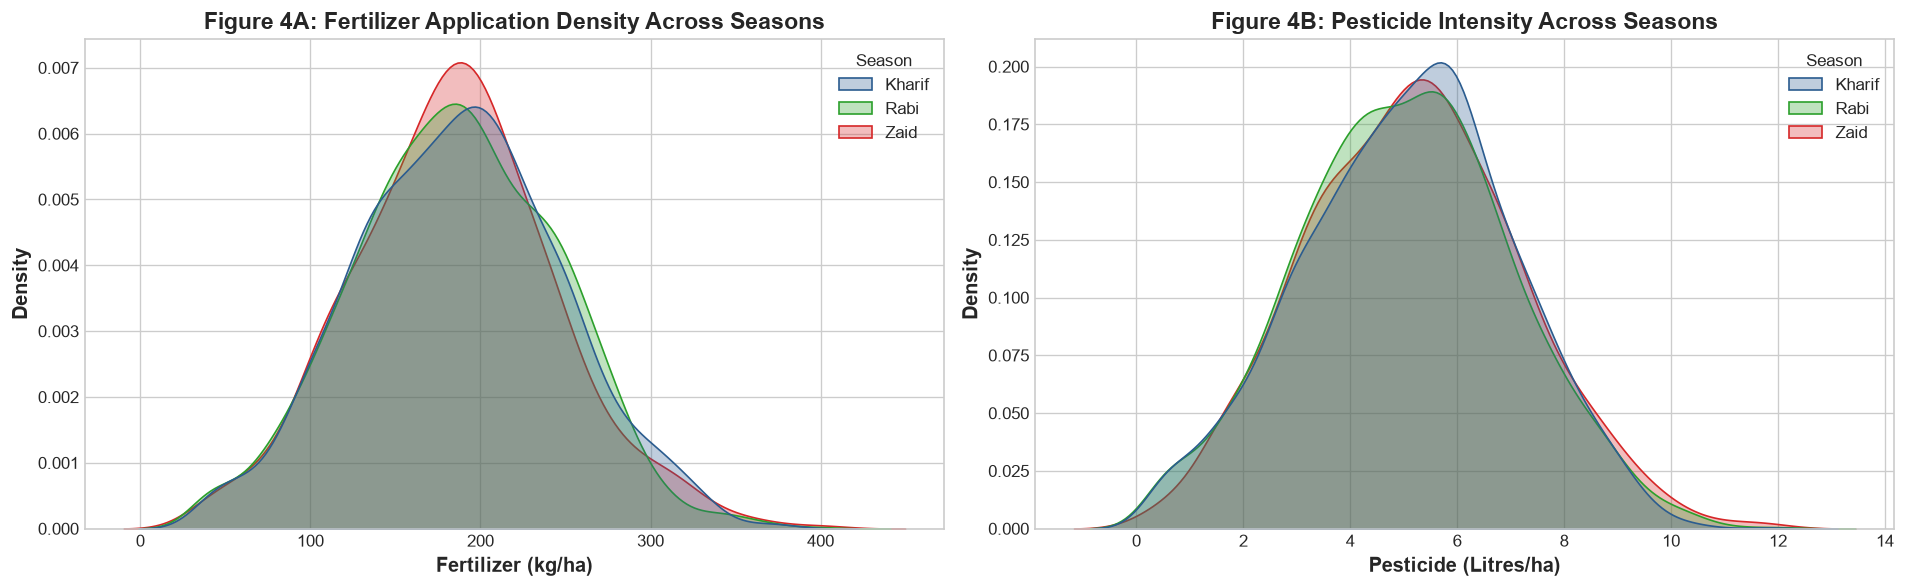 Figure 4A: Fertilizer Application Density Across Seasons
Density
0.007
0.006
0.005
0.004
0.003
0.002
0.001
0.000
0
100
200
300
400
Fertilizer (kg/ha)
Season
Kharif
Rabi
Zaid
Figure 4B: Pesticide Intensity Across Seasons
Density
0.200
0.175
0.150
0.125
0.100
0.075
0.050
0.025
0.000
0
2
4
6
8
10
12
14
Pesticide (Litres/ha)
Season
Kharif
Rabi
Zaid